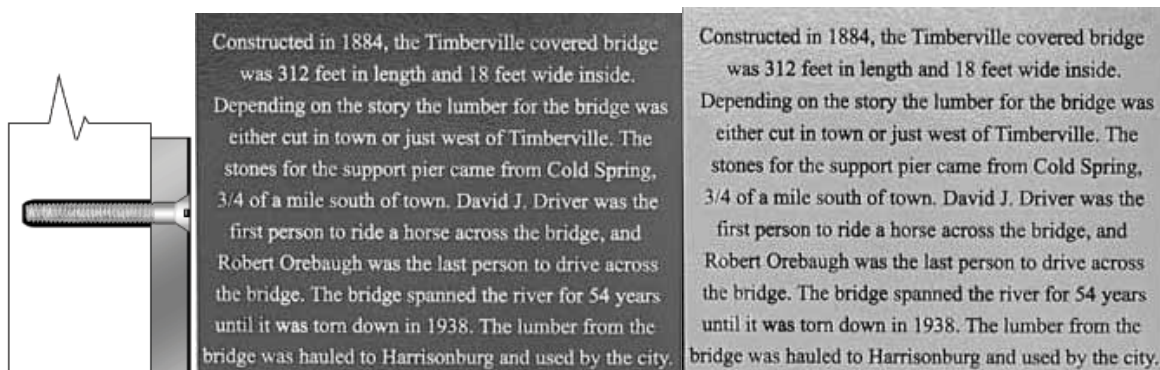 Constructed in 1884, the Timberville covered bridge
was 312 feet in length and 18 feet wide inside.
Depending on the story the lumber for the bridge was
either cut in town or just west of Timberville. The
stones for the support pier came from Cold Spring,
3/4 of a mile south of town. David J. Driver was the
first person to ride a horse across the bridge, and
Robert Orebaugh was the last person to drive across
the bridge. The bridge spanned the river for 54 years
until it was torn down in 1938. The lumber from the
bridge was hauled to Harrisonburg and used by the city.
Constructed in 1884, the Timberville covered bridge
was 312 feet in length and 18 feet wide inside.
Depending on the story the lumber for the bridge was
either cut in town or just west of Timberville. The
stones for the support pier came from Cold Spring,
3/4 of a mile south of town. David J. Driver was the
first person to ride a horse across the bridge, and
Robert Orebaugh was the last person to drive across
the bridge. The bridge spanned the river for 54 years
until it was torn down in 1938. The lumber from the
bridge was hauled to Harrisonburg and used by the city.